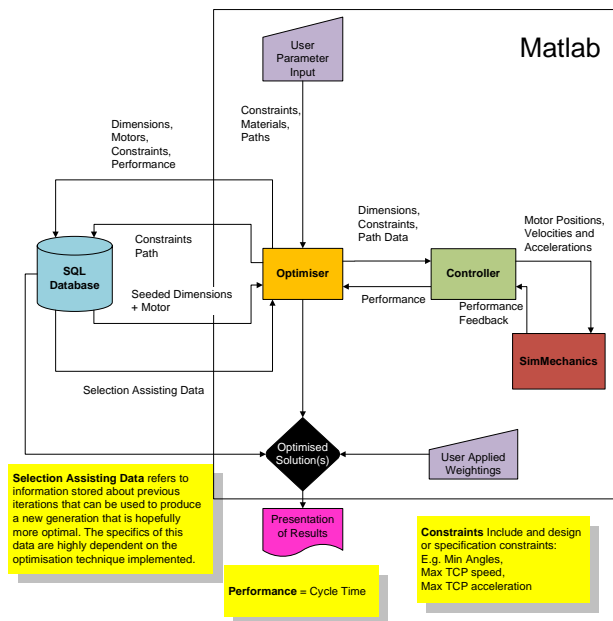 Matlab
User
Parameter
Input
Constraints,
Materials,
Paths
Dimensions,
Motors,
Constraints,
Performance
Dimensions,
Constraints,
Path Data
Motor Positions,
Velocities and
Accelerations
SQL
Database
Constraints
Path
Optimiser
Controller
Seeded Dimensions
+ Motor
Performance
Performance
Feedback
SimMechanics
Selection Assisting Data
Optimised
Solution(s)
User Applied
Weightings
Selection Assisting Data refers to
information stored about previous
iterations that can be used to produce
a new generation that is hopefully
more optimal. The specifics of this
data are highly dependent on the
optimisation technique implemented.
Presentation
of Results
Constraints Include and design
or specification constraints:
E.g. Min Angles,
Max TCP speed,
Max TCP acceleration
Performance = Cycle Time